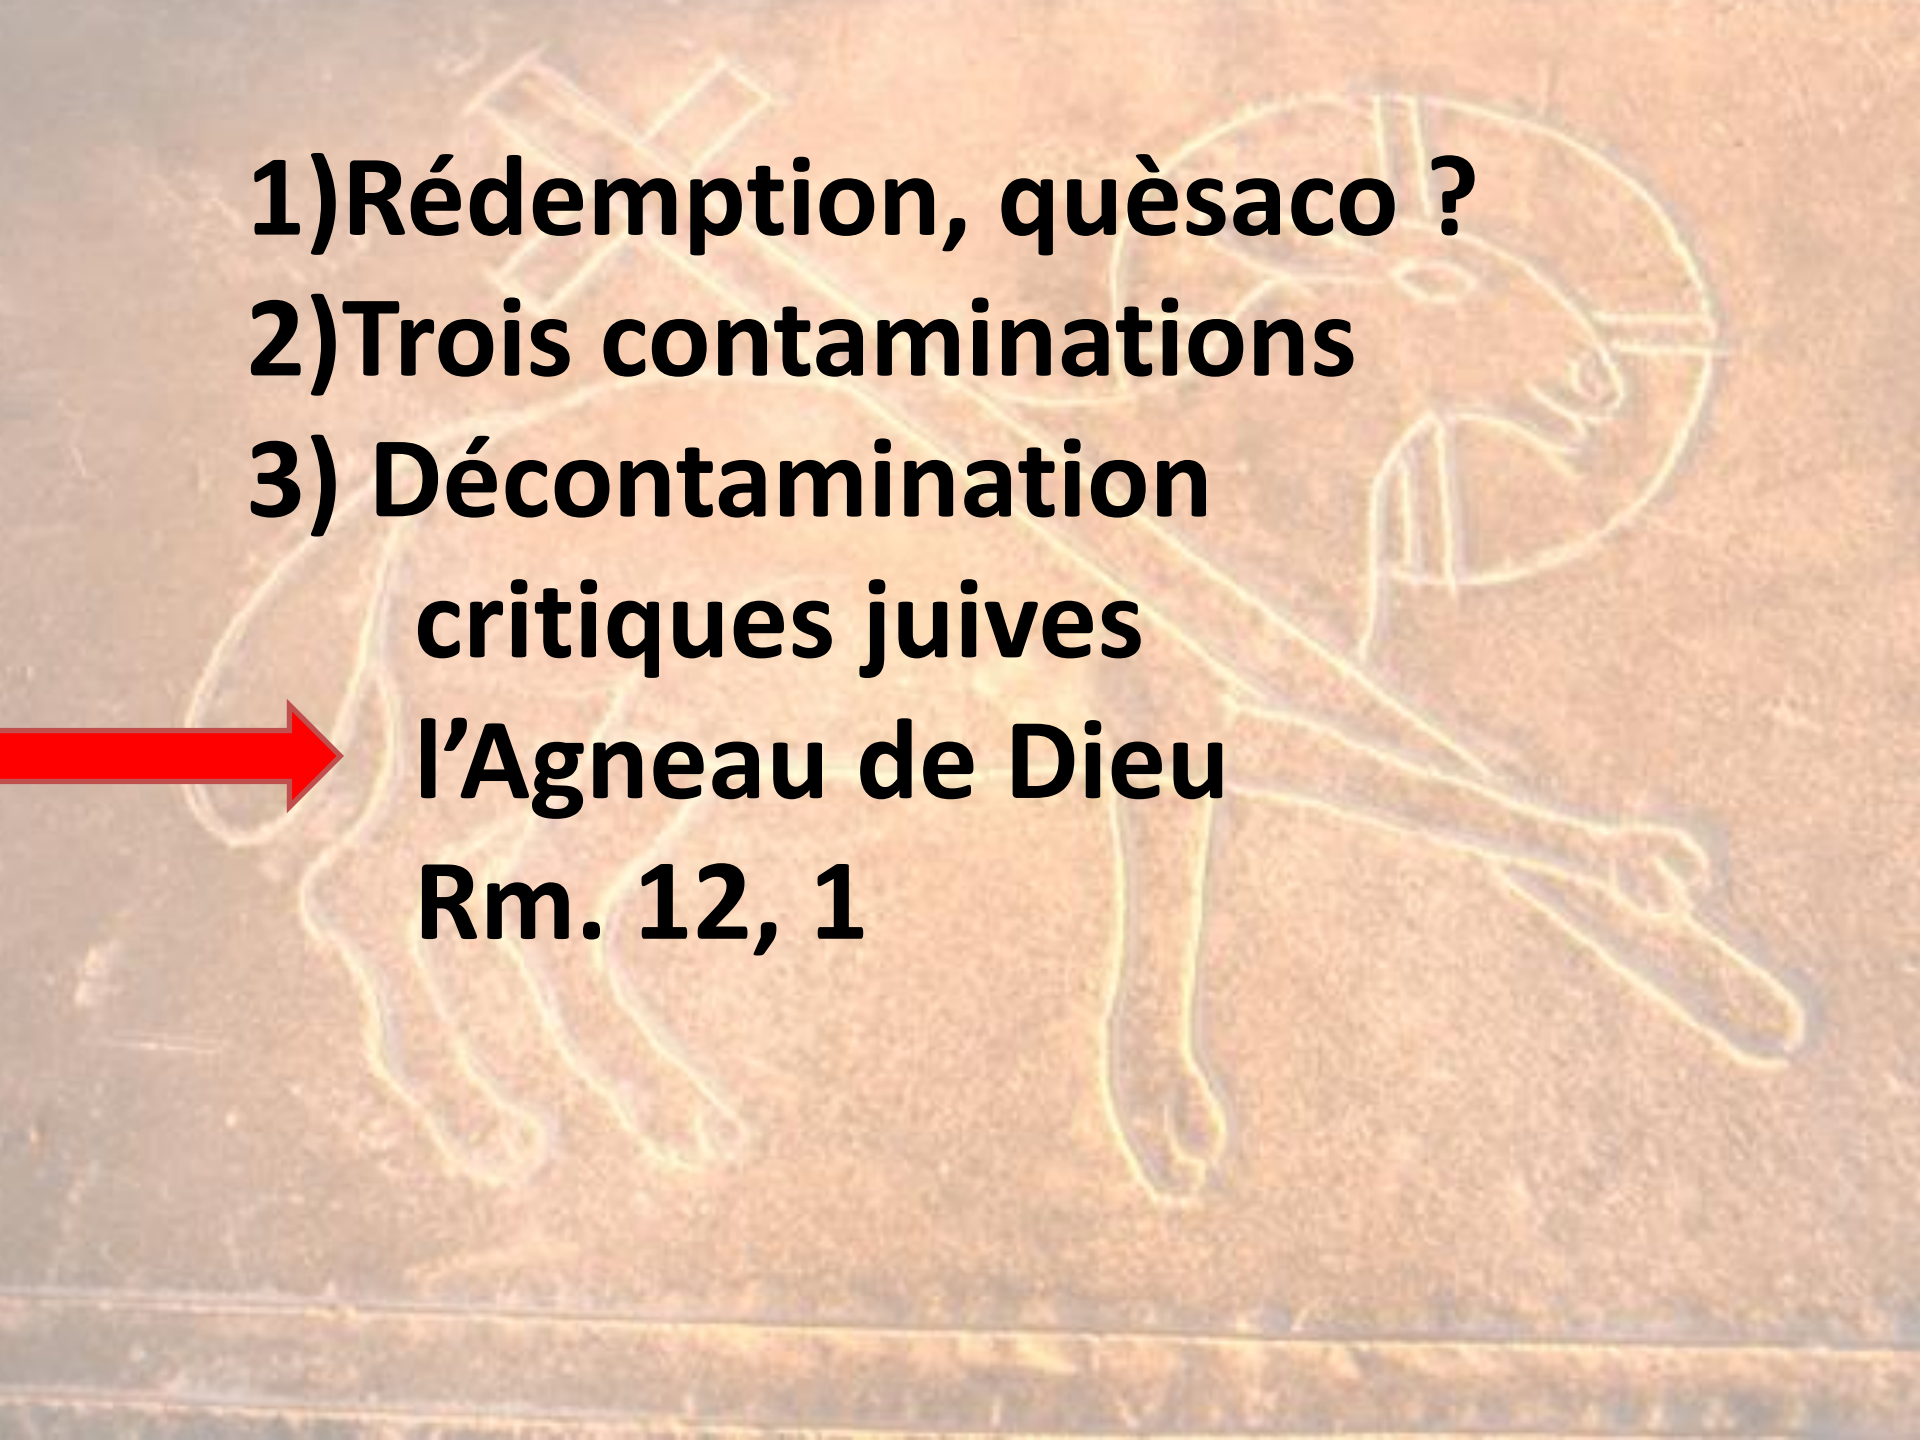 1)Rédemption, quèsaco ?
2)Trois contaminations
3) Décontamination
critiques juives
l’Agneau de Dieu
Rm. 12, 1